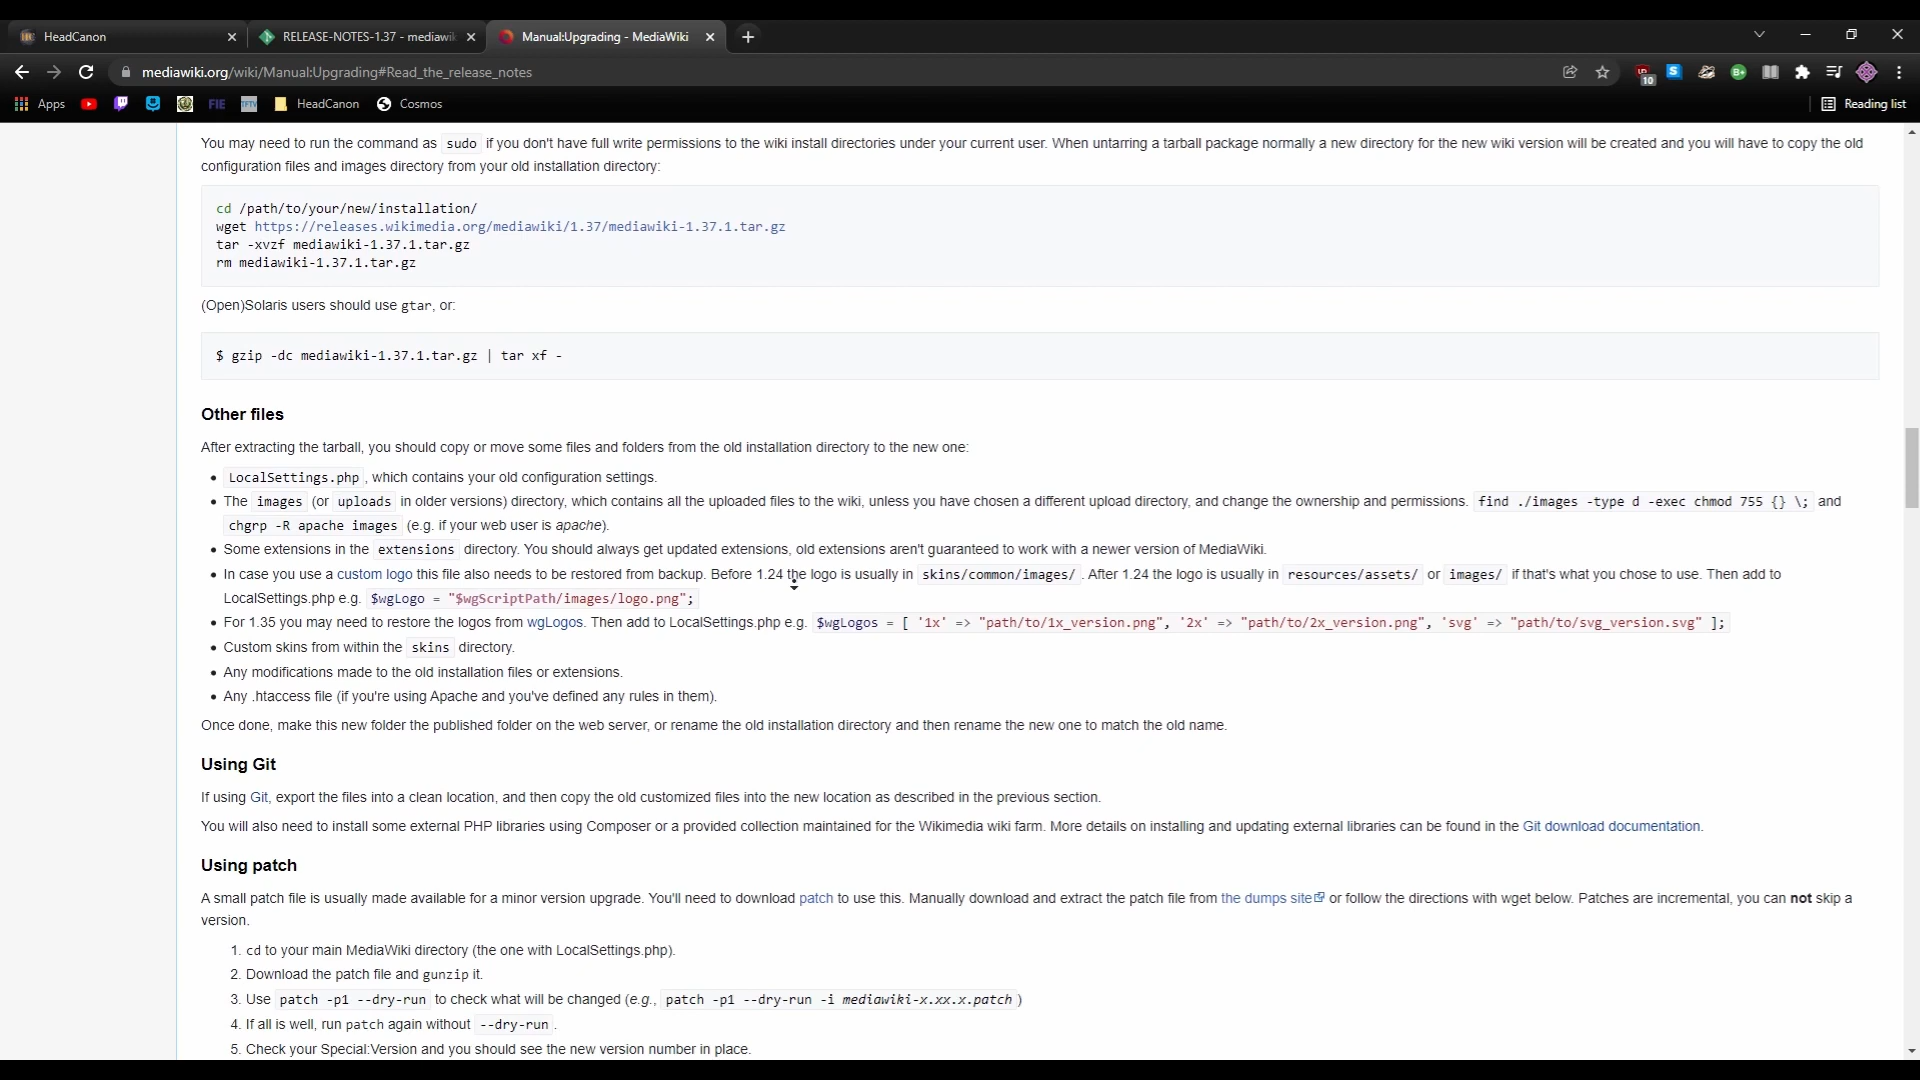 HeadCanon
RELEASE-NOTES-1.37 - mediawik
Manual:Upgrading - MediaWiki
mediawiki.org/wiki/Manual:Upgrading#Read_the_release_notes
10
Apps
FIE
TFTV
HeadCanon
Cosmos
Reading list
You may need to run the command as sudo if you don't have full write permissions to the wiki install directories under your current user. When untarring a tarball package normally a new directory for the new wiki version will be created and you will have to copy the old
configuration files and images directory from your old installation directory:
cd /path/to/your/new/installation/
wget https://releases.wikimedia.org/mediawiki/1.37/mediawiki-1.37.1.tar.gz
tar -xvzf mediawiki-1.37.1.tar.gz
rm mediawiki-1.37.1.tar.gz
(Open)Solaris users should use gtar, or:
$ gzip -dc mediawiki-1.37.1.tar.gz | tar xf -
Other files
After extracting the tarball, you should copy or move some files and folders from the old installation directory to the new one:
• LocalSettings.php , which contains your old configuration settings.
• The images (or uploads in older versions) directory, which contains all the uploaded files to the wiki, unless you have chosen a different upload directory, and change the ownership and permissions. find ./images -type d -exec chmod 755 {} \; and
chgrp -R apache images (e.g. if your web user is apache).
• Some extensions in the extensions directory. You should always get updated extensions, old extensions aren't guaranteed to work with a newer version of MediaWiki.
• In case you use a custom logo this file also needs to be restored from backup. Before 1.24 the logo is usually in skins/common/images/ . After 1.24 the logo is usually in resources/assets/ or images/ if that's what you chose to use. Then add to
LocalSettings.php e.g. $wgLogo = "$wgScriptPath/images/logo.png";
• For 1.35 you may need to restore the logos from wgLogos. Then add to LocalSettings.php e.g. $wgLogos = [ '1x' => "path/to/1x_version.png", '2x' => "path/to/2x_version.png", 'svg' => "path/to/svg_version.svg" ];
• Custom skins from within the skins directory.
• Any modifications made to the old installation files or extensions.
• Any .htaccess file (if you're using Apache and you've defined any rules in them).
Once done, make this new folder the published folder on the web server, or rename the old installation directory and then rename the new one to match the old name.
Using Git
If using Git, export the files into a clean location, and then copy the old customized files into the new location as described in the previous section.
You will also need to install some external PHP libraries using Composer or a provided collection maintained for the Wikimedia wiki farm. More details on installing and updating external libraries can be found in the Git download documentation.
Using patch
A small patch file is usually made available for a minor version upgrade. You'll need to download patch to use this. Manually download and extract the patch file from the dumps site or follow the directions with wget below. Patches are incremental, you can not skip a
version.
1. cd to your main MediaWiki directory (the one with LocalSettings.php).
2. Download the patch file and gunzip it.
3. Use patch -p1 --dry-run to check what will be changed (e.g., patch -p1 --dry-run -i mediawiki-x.xx.x.patch )
4. If all is well, run patch again without --dry-run .
5. Check your Special:Version and you should see the new version number in place.